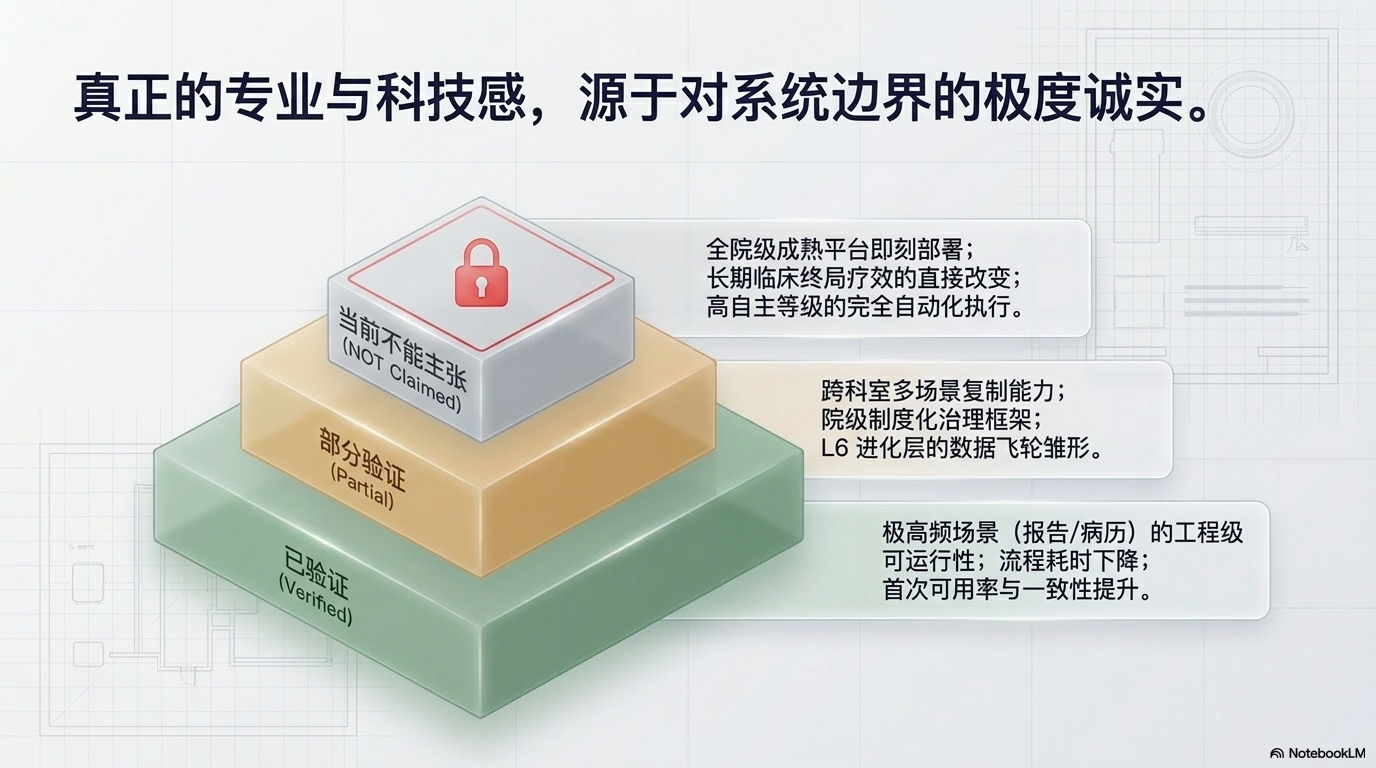 真正的专业与科技感，源于对系统边界的极度诚实。
当前不能主张
(NOT Claimed)
全院级成熟平台即刻部署；
长期临床终局疗效的直接改变；
高自主等级的完全自动化执行。
部分验证
(Partial)
跨科室多场景复制能力；
院级制度化治理框架；
L6 进化层的数据飞轮雏形。
已验证
(Verified)
极高频场景（报告/病历）的工程级
可运行性；流程耗时下降；
首次可用率与一致性提升。
NotebookLM